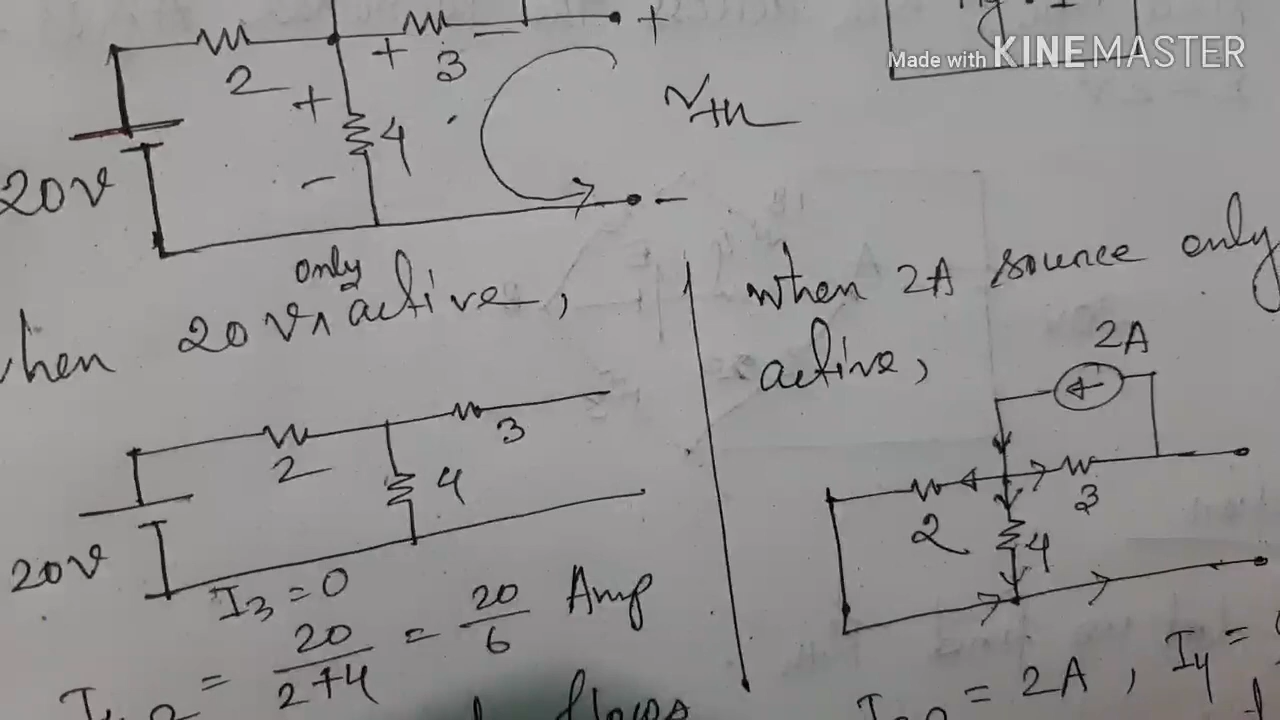 Made with KINEMASTER
+
2
+ 3 −
+
4
−
20V
Vth
−
only
when 20V active,
2
3
4
20V
I3 = 0
= 20/(2+4) = 20/6 Amp
flows
when 2A source only
active,
2A
2
3
4
= 2A , I4 =